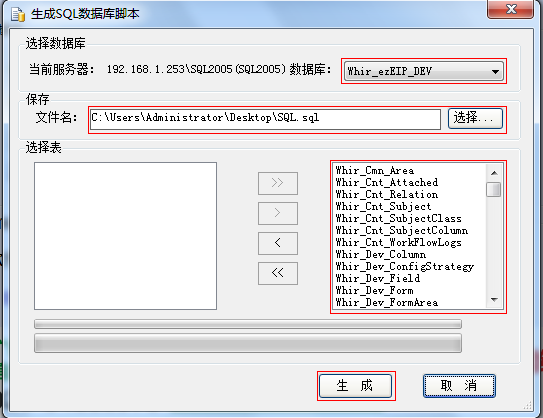 生成SQL数据库脚本
选择数据库
当前服务器： 192.168.1.253\SQL2005(SQL2005) 数据库： Whir_ezEIP_DEV
保存
文件名： C:\Users\Administrator\Desktop\SQL.sql 选择...
选择表
>>
>
<
<<
Whir_Cmn_Area
Whir_Cnt_Attached
Whir_Cnt_Relation
Whir_Cnt_Subject
Whir_Cnt_SubjectClass
Whir_Cnt_SubjectColumn
Whir_Cnt_WorkFlowLogs
Whir_Dev_Column
Whir_Dev_ConfigStrategy
Whir_Dev_Field
Whir_Dev_Form
Whir_Dev_FormArea
生 成 取 消